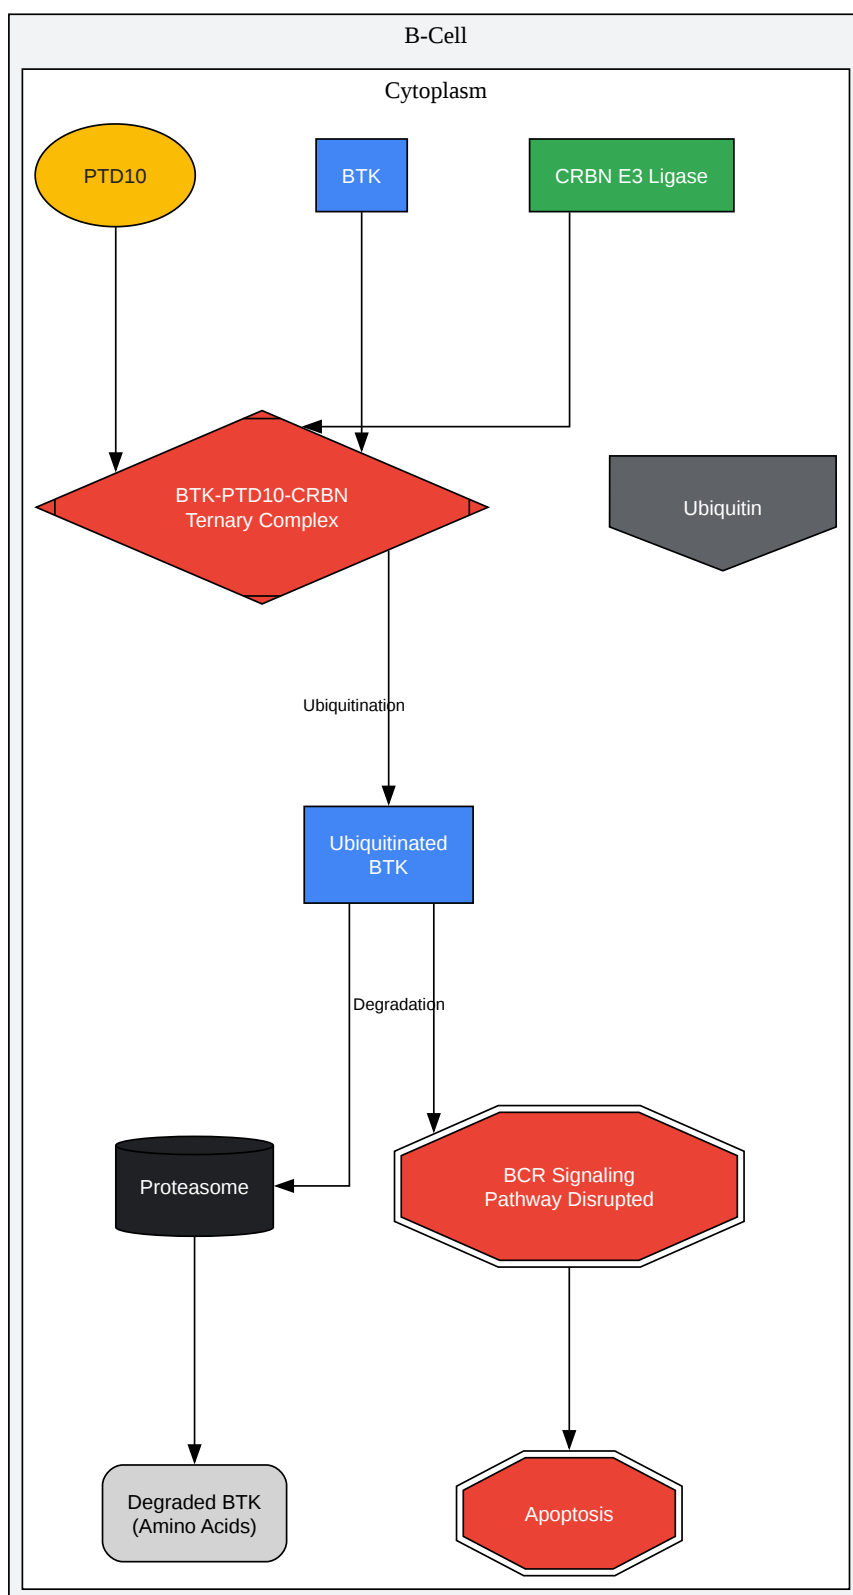 B-Cell
Cytoplasm
PTD10
BTK
CRBN E3 Ligase
BTK-PTD10-CRBN
Ternary Complex
Ubiquitin
Ubiquitination
Ubiquitinated
BTK
Degradation
Proteasome
BCR Signaling
Pathway Disrupted
Degraded BTK
(Amino Acids)
Apoptosis